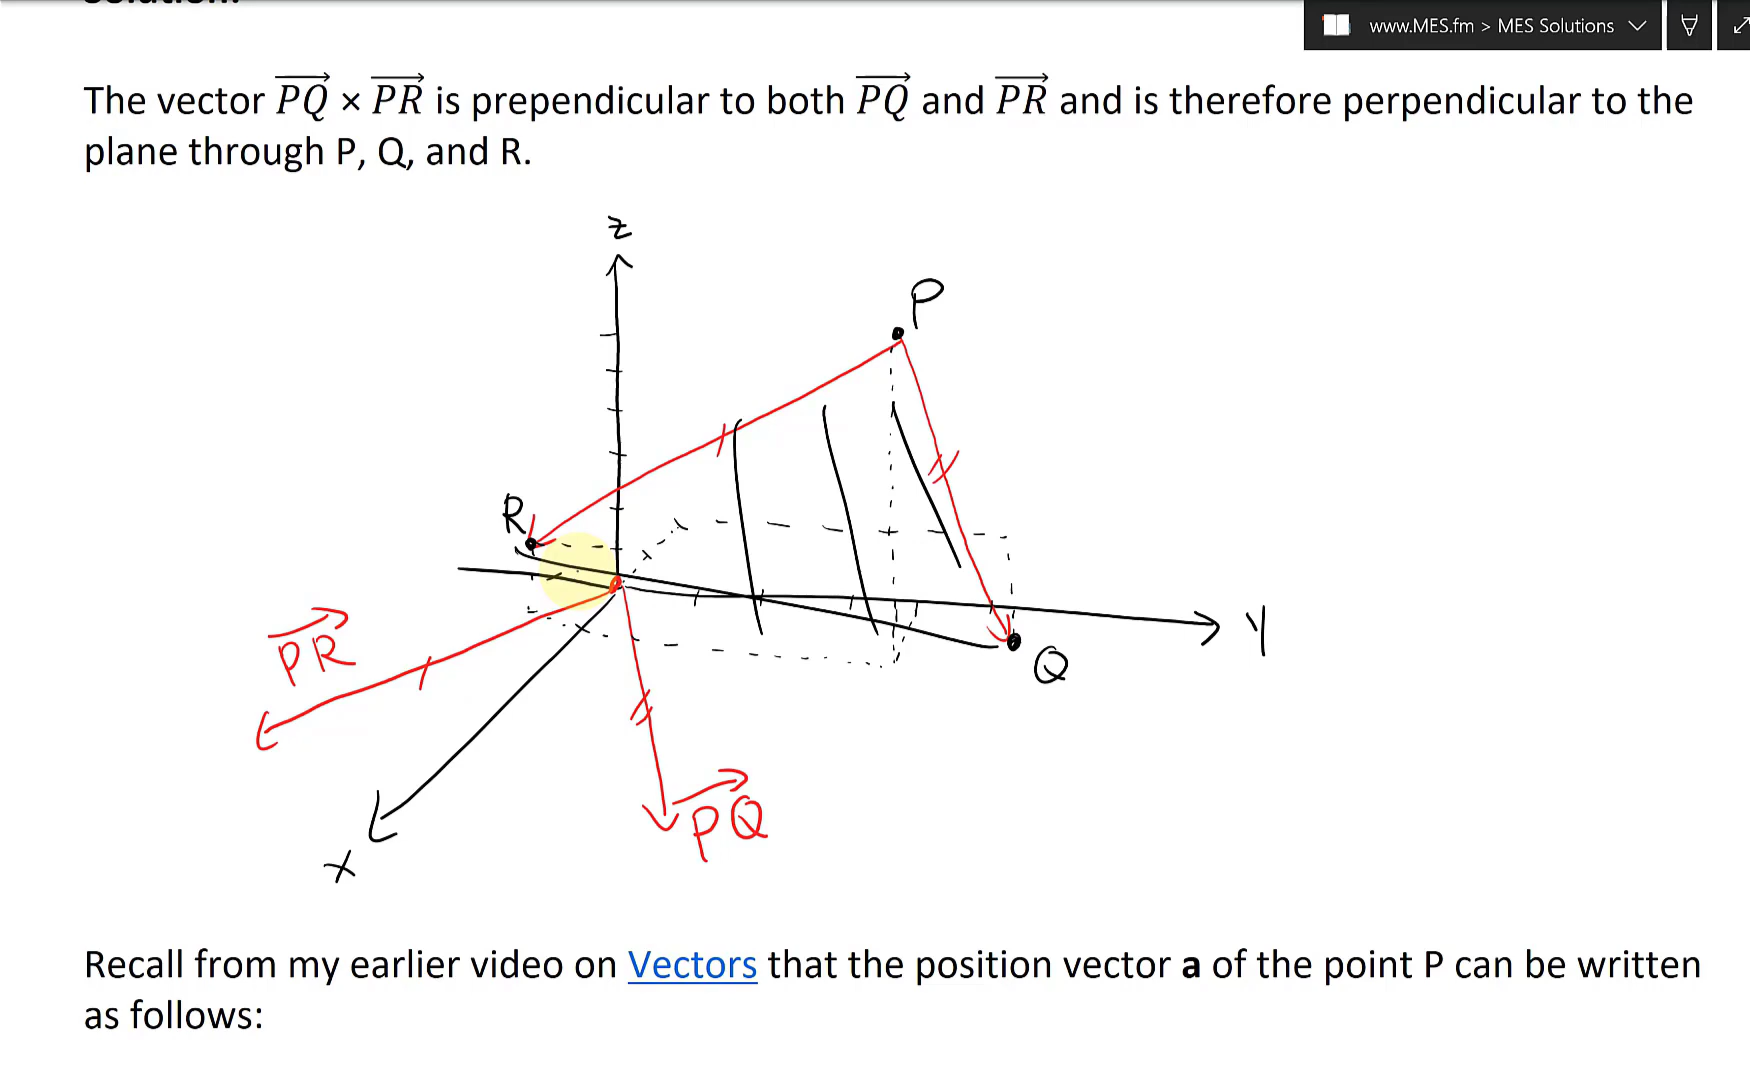 solution:
www.MES.fm > MES Solutions
The vector PQ × PR is prependicular to both PQ and PR and is therefore perpendicular to the
plane through P, Q, and R.
z
P
R
y
PR
Q
PQ
x
Recall from my earlier video on Vectors that the position vector a of the point P can be written
as follows: